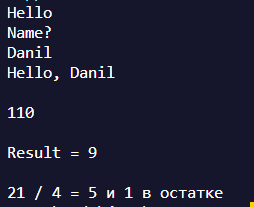 Hello
Name?
Danil
Hello, Danil
110
Result = 9
21 / 4 = 5 и 1 в остатке